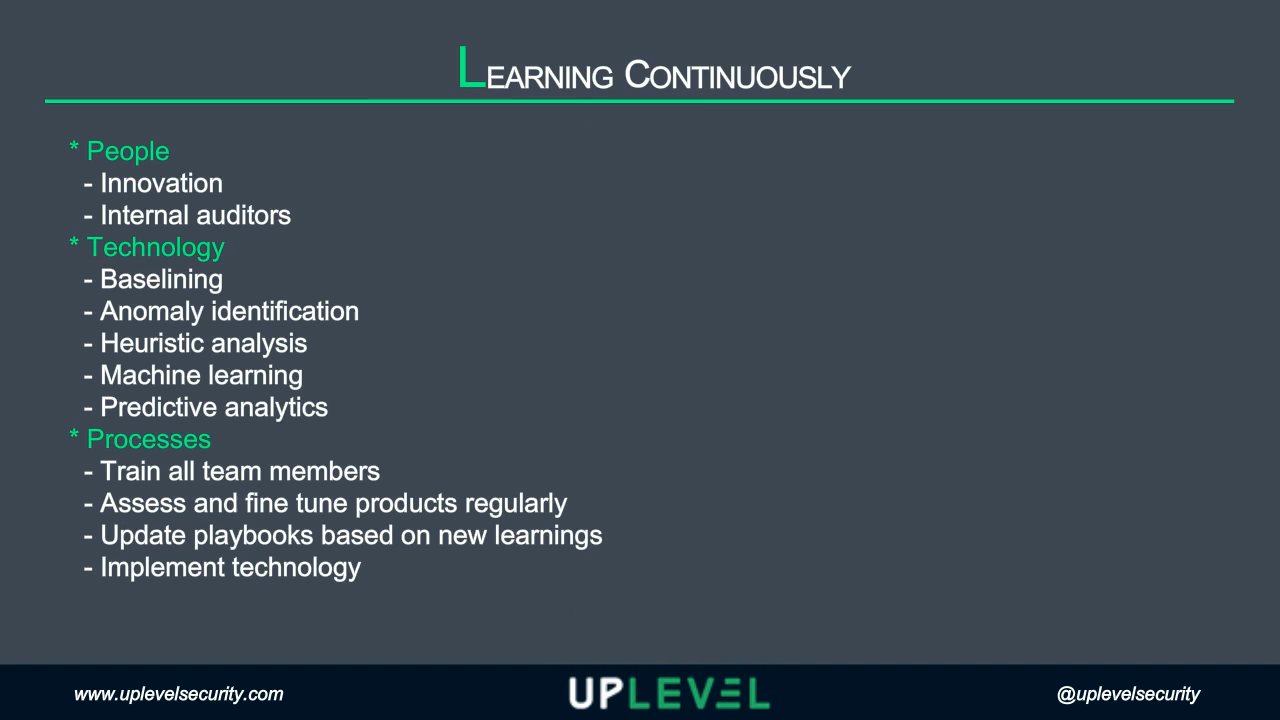 LEARNING CONTINUOUSLY
* People
- Innovation
- Internal auditors
* Technology
- Baselining
- Anomaly identification
- Heuristic analysis
- Machine learning
- Predictive analytics
* Processes
- Train all team members
- Assess and fine tune products regularly
- Update playbooks based on new learnings
- Implement technology
www.uplevelsecurity.com
UPLEVEL
@uplevelsecurity